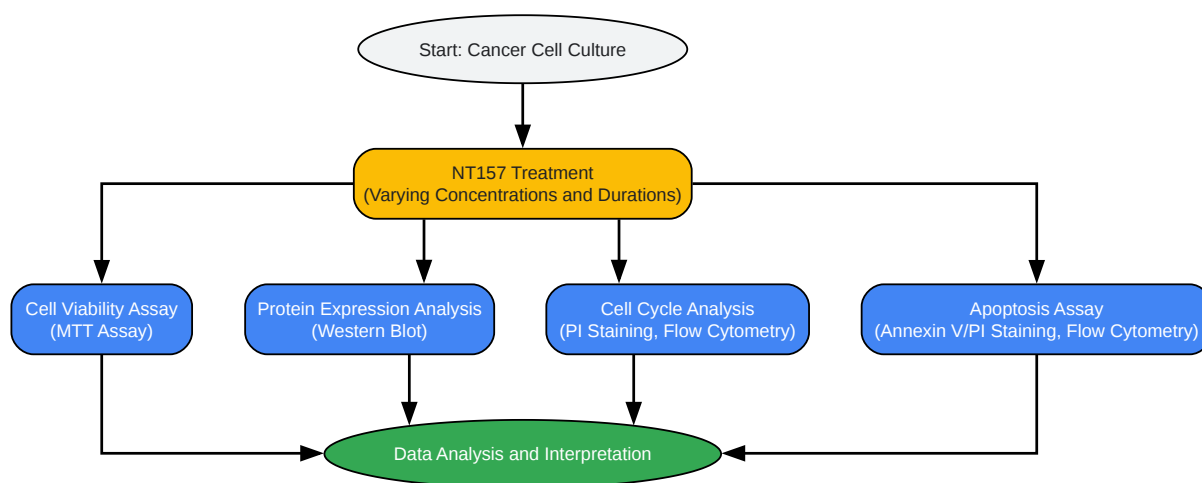 Start: Cancer Cell Culture
NT157 Treatment
(Varying Concentrations and Durations)
Cell Viability Assay
(MTT Assay)
Protein Expression Analysis
(Western Blot)
Cell Cycle Analysis
(PI Staining, Flow Cytometry)
Apoptosis Assay
(Annexin V/PI Staining, Flow Cytometry)
Data Analysis and Interpretation